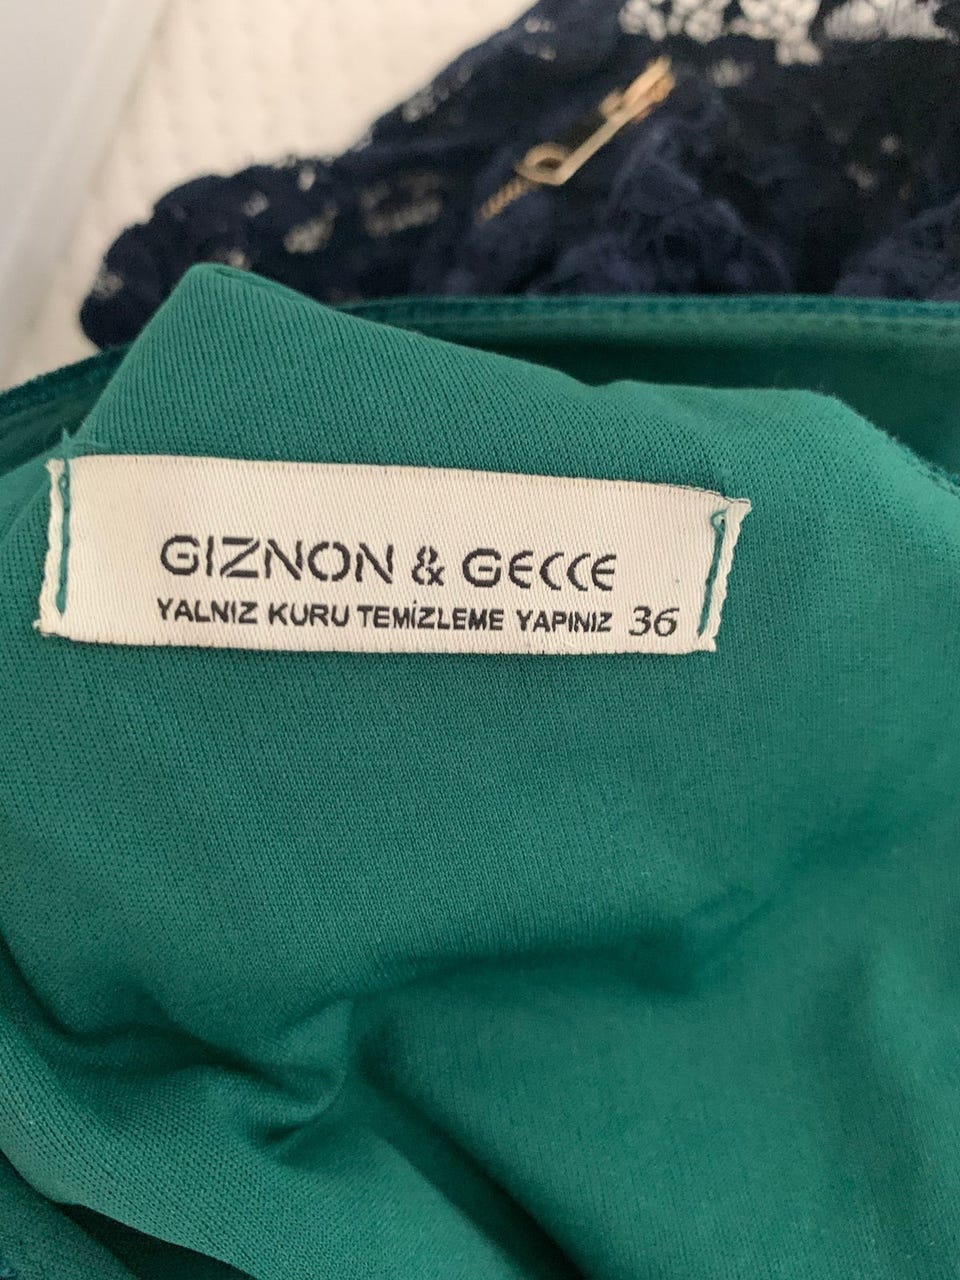 GIZNON & GECCE
YALNIZ KURU TEMİZLEME YAPINIZ 36